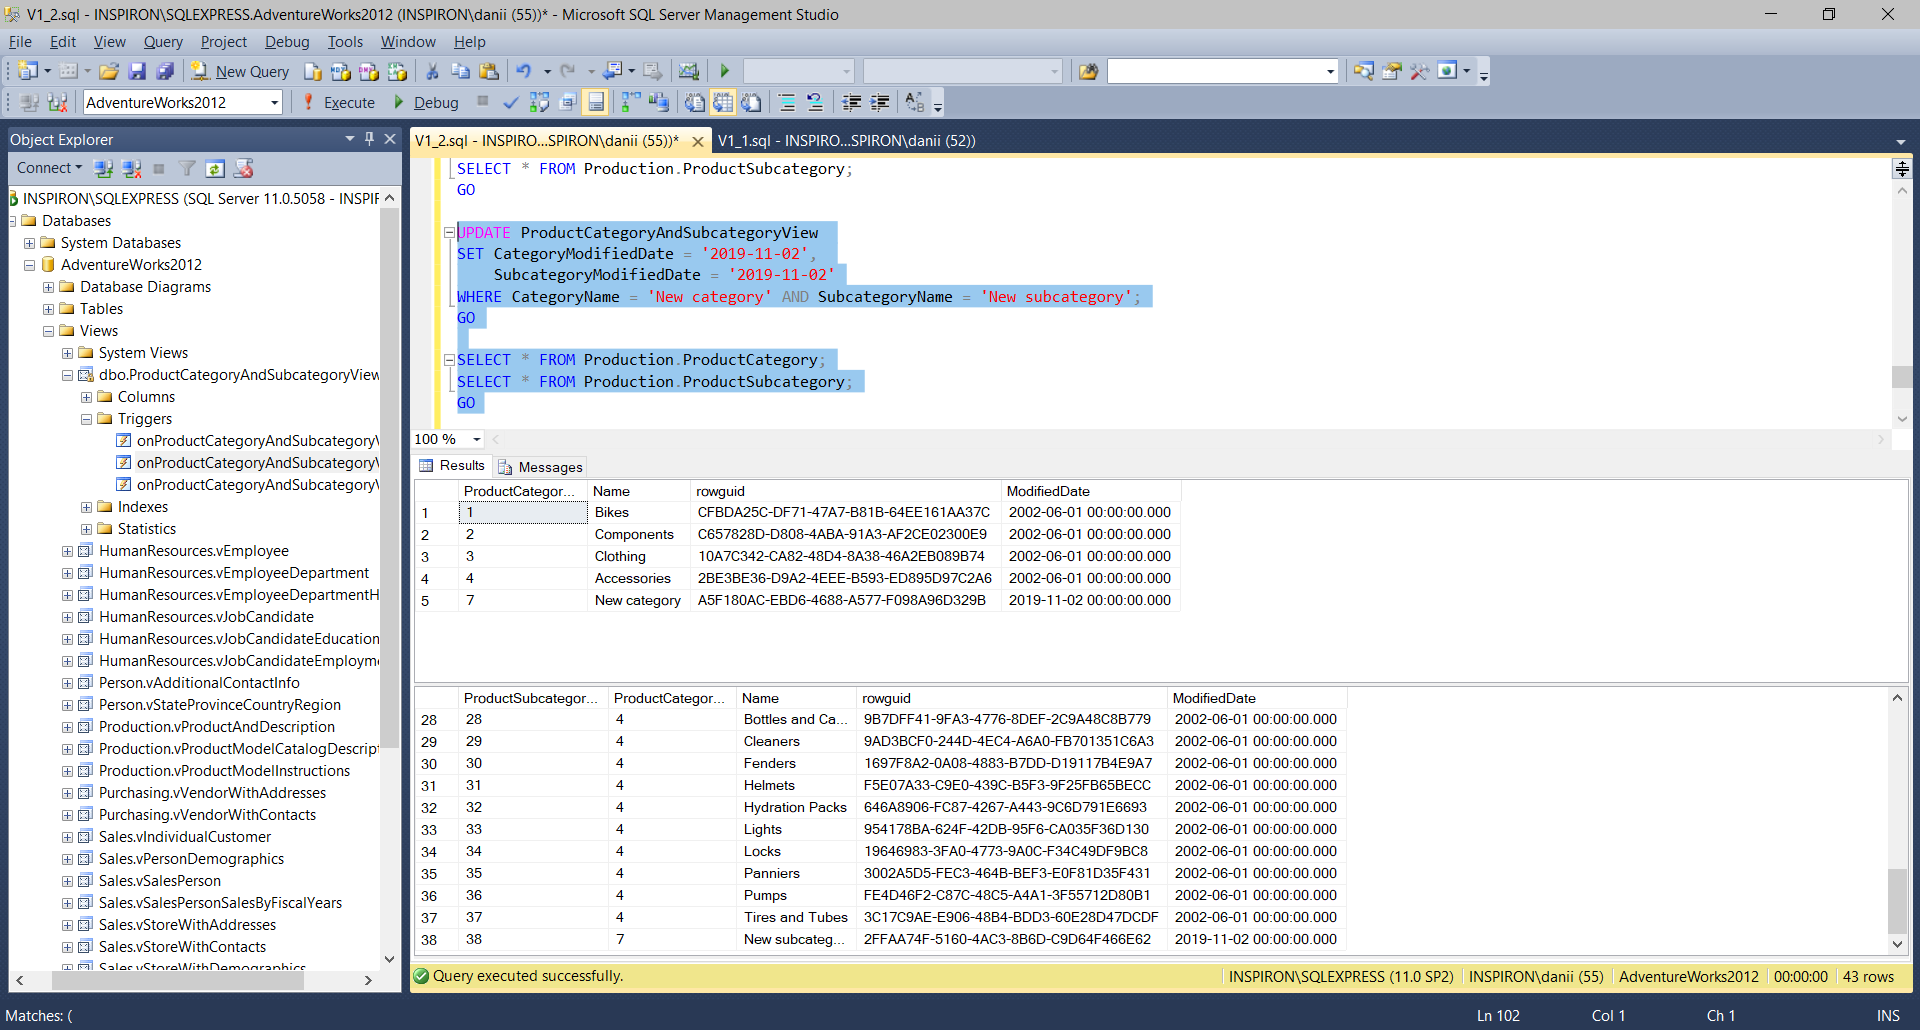 V1_2.sql - INSPIRON\SQLEXPRESS.AdventureWorks2012 (INSPIRON\danii (55))* - Microsoft SQL Server Management Studio
File Edit View Query Project Debug Tools Window Help
New Query
AdventureWorks2012 Execute Debug
Object Explorer
Connect
INSPIRON\SQLEXPRESS (SQL Server 11.0.5058 - INSPIR
Databases
System Databases
AdventureWorks2012
Database Diagrams
Tables
Views
System Views
dbo.ProductCategoryAndSubcategoryView
Columns
Triggers
onProductCategoryAndSubcategoryV
onProductCategoryAndSubcategoryV
onProductCategoryAndSubcategoryV
Indexes
Statistics
HumanResources.vEmployee
HumanResources.vEmployeeDepartment
HumanResources.vEmployeeDepartmentH
HumanResources.vJobCandidate
HumanResources.vJobCandidateEducation
HumanResources.vJobCandidateEmployme
Person.vAdditionalContactInfo
Person.vStateProvinceCountryRegion
Production.vProductAndDescription
Production.vProductModelCatalogDescript
Production.vProductModelInstructions
Purchasing.vVendorWithAddresses
Purchasing.vVendorWithContacts
Sales.vIndividualCustomer
Sales.vPersonDemographics
Sales.vSalesPerson
Sales.vSalesPersonSalesByFiscalYears
Sales.vStoreWithAddresses
Sales.vStoreWithContacts
Sales.vStoreWithDemographics
V1_2.sql - INSPIRO...SPIRON\danii (55))* V1_1.sql - INSPIRO...SPIRON\danii (52))
SELECT * FROM Production.ProductSubcategory;
GO
UPDATE ProductCategoryAndSubcategoryView
SET CategoryModifiedDate = '2019-11-02',
SubcategoryModifiedDate = '2019-11-02'
WHERE CategoryName = 'New category' AND SubcategoryName = 'New subcategory';
GO
SELECT * FROM Production.ProductCategory;
SELECT * FROM Production.ProductSubcategory;
GO
100 %
Results Messages
ProductCategor... Name rowguid ModifiedDate
1 1 Bikes CFBDA25C-DF71-47A7-B81B-64EE161AA37C 2002-06-01 00:00:00.000
2 2 Components C657828D-D808-4ABA-91A3-AF2CE02300E9 2002-06-01 00:00:00.000
3 3 Clothing 10A7C342-CA82-48D4-8A38-46A2EB089B74 2002-06-01 00:00:00.000
4 4 Accessories 2BE3BE36-D9A2-4EEE-B593-ED895D97C2A6 2002-06-01 00:00:00.000
5 7 New category A5F180AC-EBD6-4688-A577-F098A96D329B 2019-11-02 00:00:00.000
ProductSubcategor... ProductCategor... Name rowguid ModifiedDate
28 28 4 Bottles and Ca... 9B7DFF41-9FA3-4776-8DEF-2C9A48C8B779 2002-06-01 00:00:00.000
29 29 4 Cleaners 9AD3BCF0-244D-4EC4-A6A0-FB701351C6A3 2002-06-01 00:00:00.000
30 30 4 Fenders 1697F8A2-0A08-4883-B7DD-D19117B4E9A7 2002-06-01 00:00:00.000
31 31 4 Helmets F5E07A33-C9E0-439C-B5F3-9F25FB65BECC 2002-06-01 00:00:00.000
32 32 4 Hydration Packs 646A8906-FC87-4267-A443-9C6D791E6693 2002-06-01 00:00:00.000
33 33 4 Lights 954178BA-624F-42DB-95F6-CA035F36D130 2002-06-01 00:00:00.000
34 34 4 Locks 19646983-3FA0-4773-9A0C-F34C49DF9BC8 2002-06-01 00:00:00.000
35 35 4 Panniers 3002A5D5-FEC3-464B-BEF3-E0F81D35F431 2002-06-01 00:00:00.000
36 36 4 Pumps FE4D46F2-C87C-48C5-A4A1-3F55712D80B1 2002-06-01 00:00:00.000
37 37 4 Tires and Tubes 3C17C9AE-E906-48B4-BDD3-60E28D47DCDF 2002-06-01 00:00:00.000
38 38 7 New subcateg... 2FFAA74F-5160-4AC3-8B6D-C9D64F466E62 2019-11-02 00:00:00.000
Query executed successfully. INSPIRON\SQLEXPRESS (11.0 SP2) INSPIRON\danii (55) AdventureWorks2012 00:00:00 43 rows
Matches: ( Ln 102 Col 1 Ch 1 INS